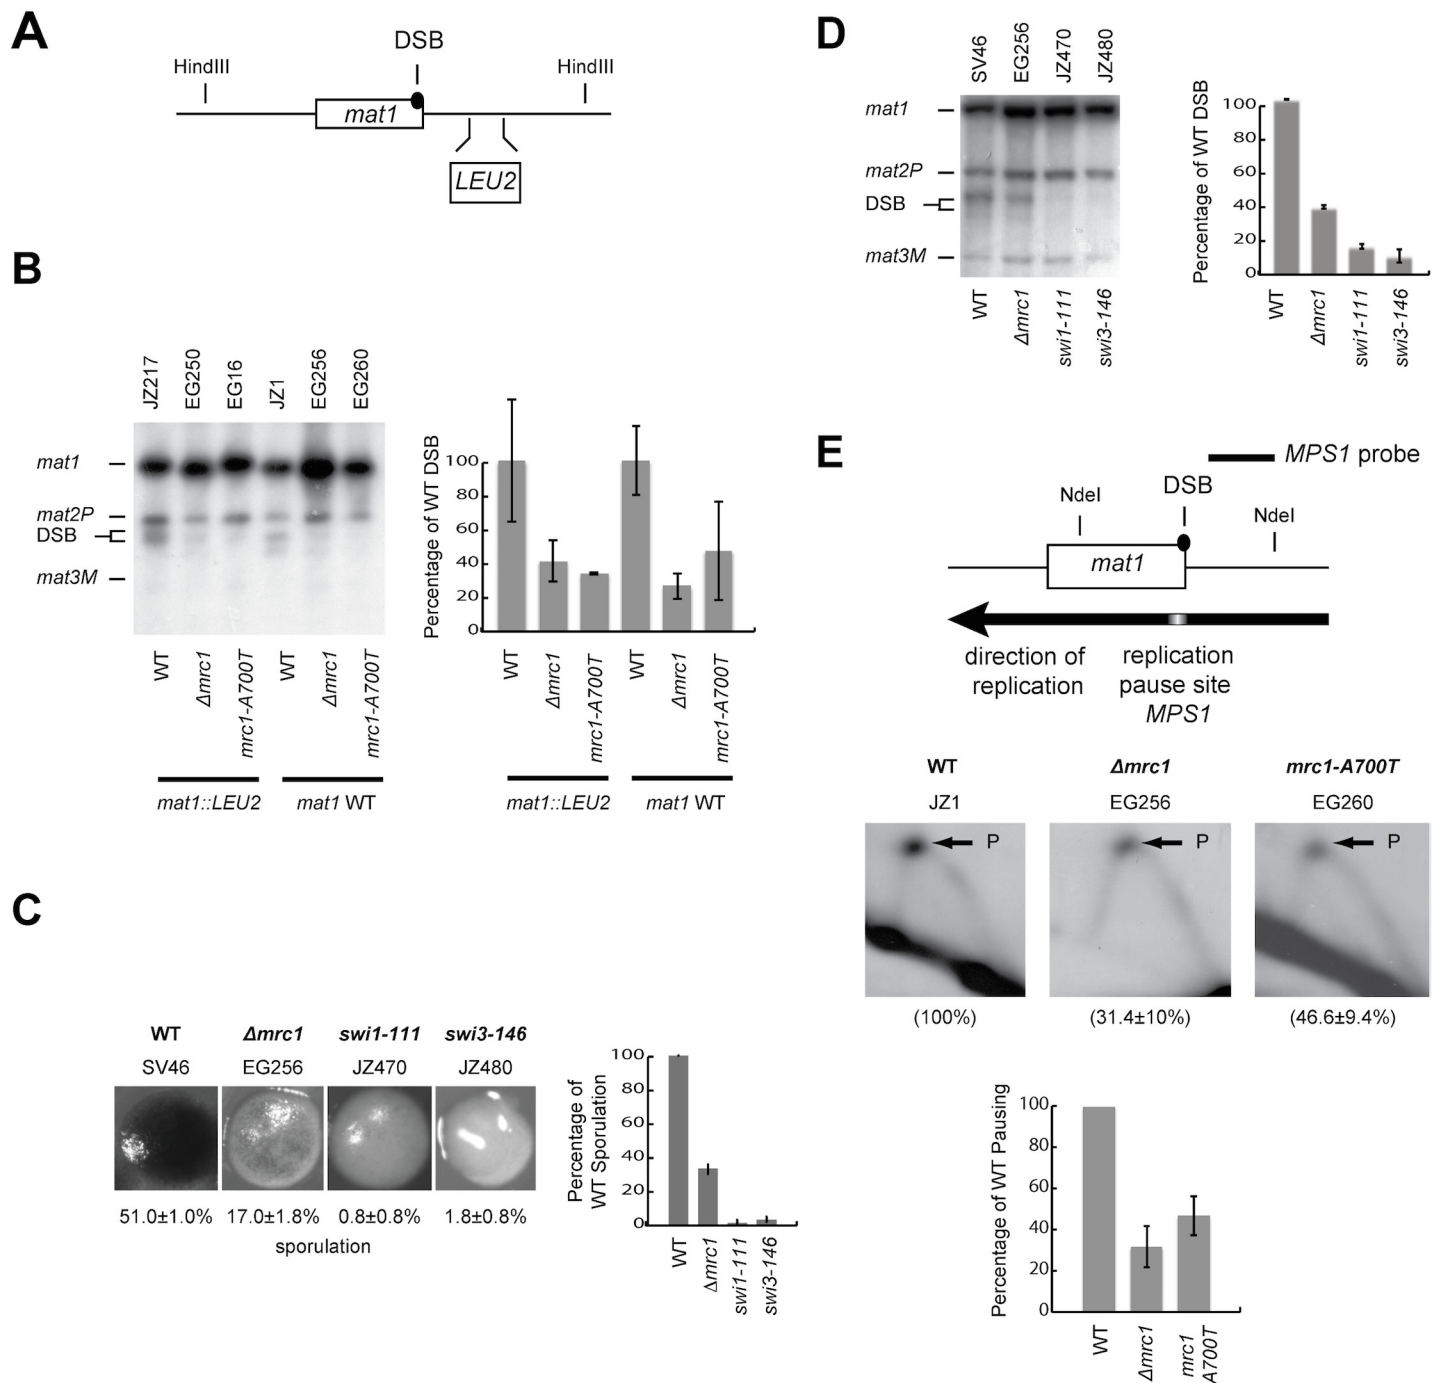 A
DSB
HindIII
HindIII
mat1
LEU2
B
JZ217
EG250
EG16
JZ1
EG256
EG260
mat1
mat2P
DSB
mat3M
WT
Δmrc1
mrc1-A700T
WT
Δmrc1
mrc1-A700T
mat1::LEU2
mat1 WT
Percentage of WT DSB
100
80
60
40
20
0
WT
Δmrc1
mrc1-A700T
WT
Δmrc1
mrc1-A700T
mat1::LEU2
mat1 WT
C
WT
Δmrc1
swi1-111
swi3-146
SV46
EG256
JZ470
JZ480
51.0±1.0%
17.0±1.8%
0.8±0.8%
1.8±0.8%
sporulation
Percentage of
WT Sporulation
100
80
60
40
20
0
WT
Δmrc1
swi1-111
swi3-146
D
SV46
EG256
JZ470
JZ480
mat1
mat2P
DSB
mat3M
WT
Δmrc1
swi1-111
swi3-146
Percentage of WT DSB
100
80
60
40
20
0
WT
Δmrc1
swi1-111
swi3-146
E
MPS1 probe
NdeI
DSB
NdeI
mat1
direction of
replication
replication
pause site
MPS1
WT
Δmrc1
mrc1-A700T
JZ1
EG256
EG260
P
P
P
(100%)
(31.4±10%)
(46.6±9.4%)
Percentage of WT Pausing
100
80
60
40
20
0
WT
Δmrc1
mrc1
A700T